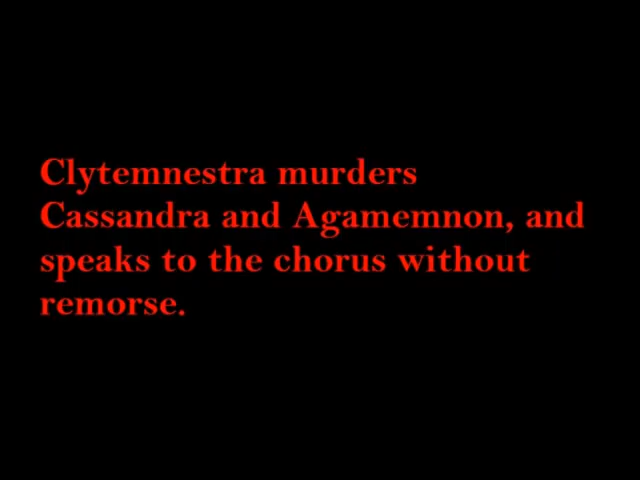 Clytemnestra murders
Cassandra and Agamemnon, and
speaks to the chorus without
remorse.